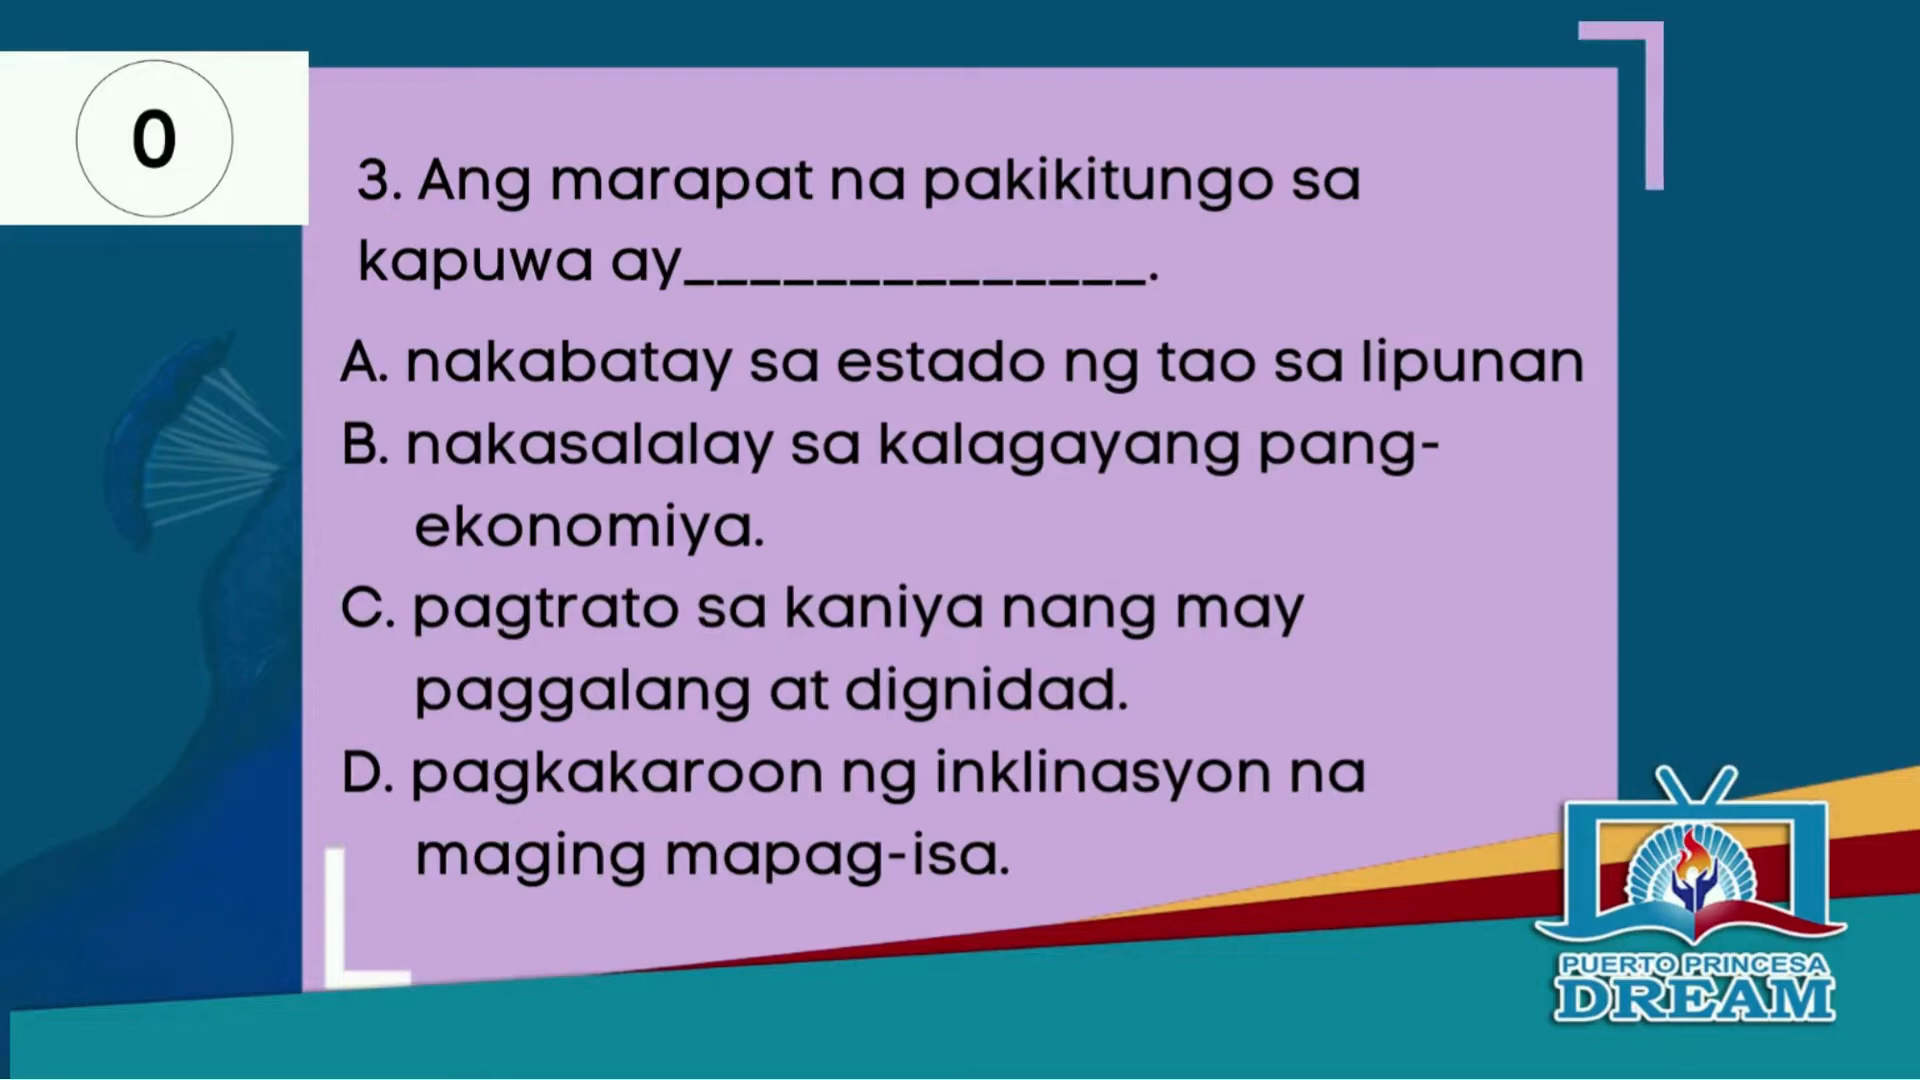 0
3. Ang marapat na pakikitungo sa
kapuwa ay______________.
A. nakabatay sa estado ng tao sa lipunan
B. nakasalalay sa kalagayang pang-
ekonomiya.
C. pagtrato sa kaniya nang may
paggalang at dignidad.
D. pagkakaroon ng inklinasyon na
maging mapag-isa.
PUERTO PRINCESA
DREAM